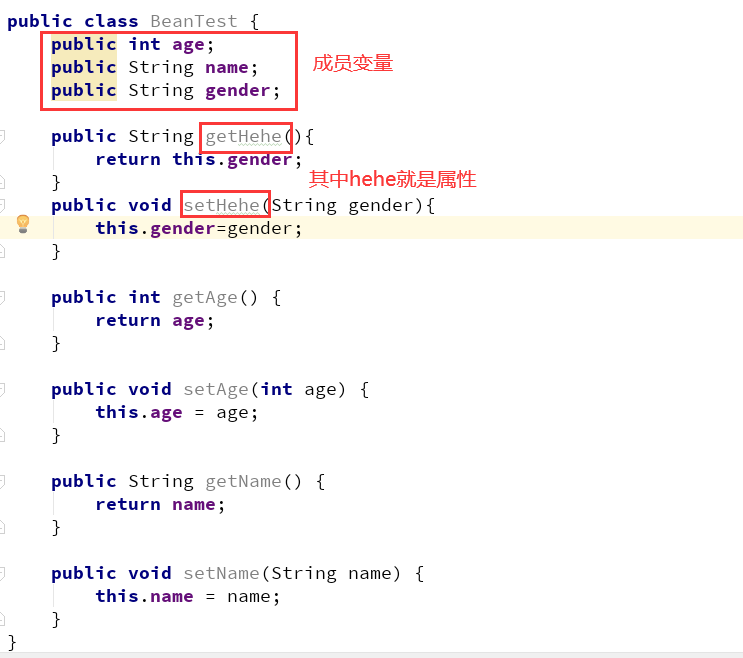 public class BeanTest {
public int age;
public String name;
public String gender;
成员变量
public String getHehe(){
return this.gender;
}
其中hehe就是属性
public void setHehe(String gender){
this.gender=gender;
}
public int getAge() {
return age;
}
public void setAge(int age) {
this.age = age;
}
public String getName() {
return name;
}
public void setName(String name) {
this.name = name;
}
}